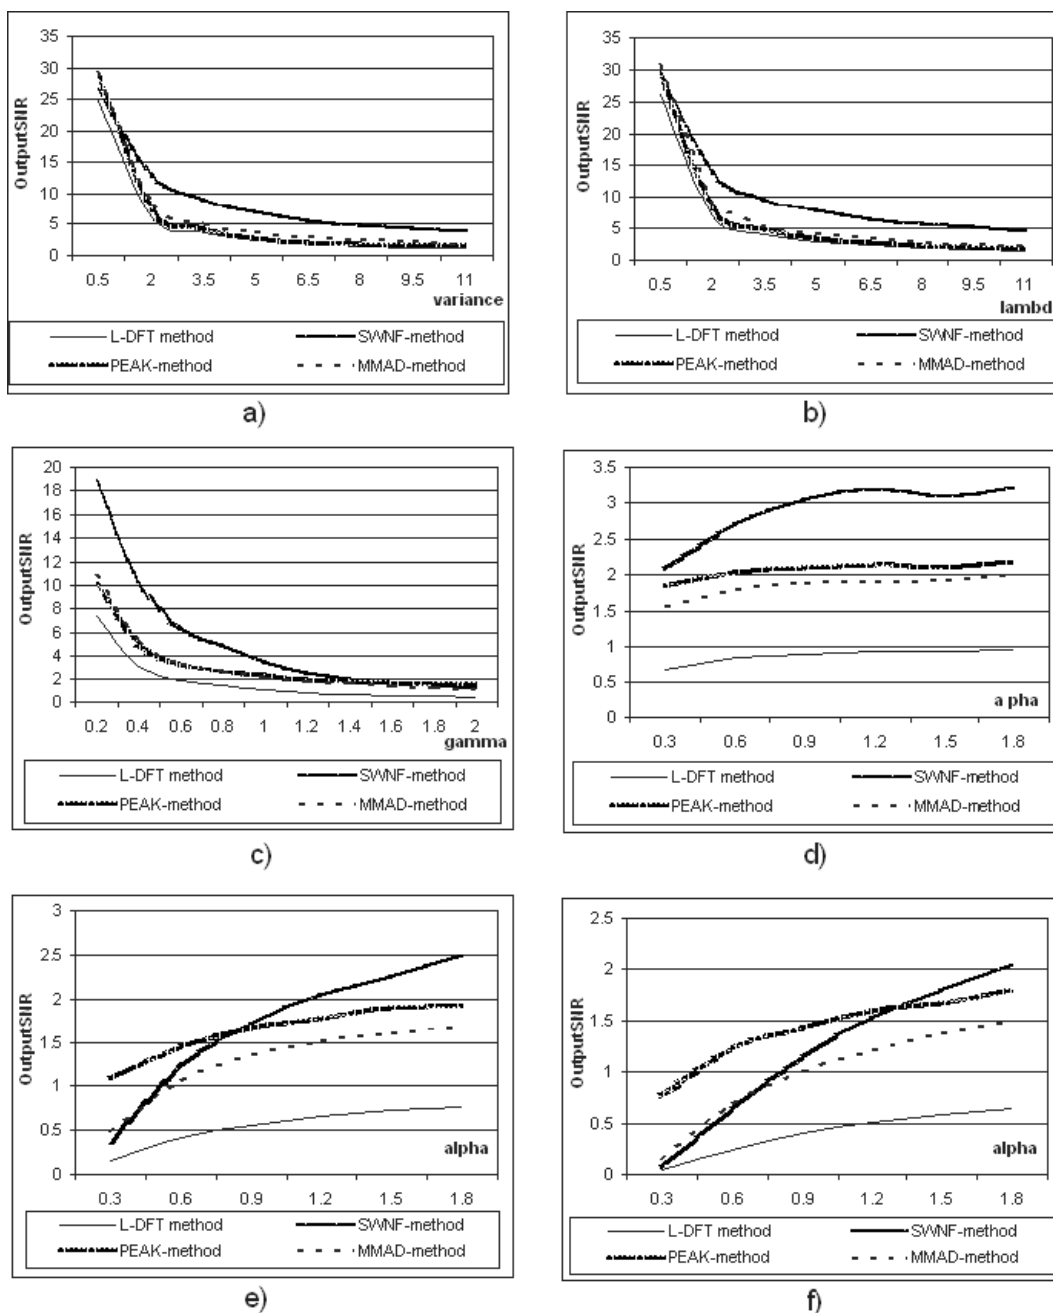 35
30
25
20
15
10
5
0
OutputSNR
0.5 2 3.5 5 6.5 8 9.5 11
variance
L-DFT method SWNF-method
PEAK-method MMAD-method
a)
35
30
25
20
15
10
5
0
OutputSNR
0.5 2 3.5 5 6.5 8 9.5 11
lambd
L-DFT method SWNF-method
PEAK-method MMAD-method
b)
20
18
16
14
12
10
8
6
4
2
0
OutputSNR
0.2 0.4 0.6 0.8 1 1.2 1.4 1.6 1.8 2
gamma
L-DFT method SWNF-method
PEAK-method MMAD-method
c)
3.5
3
2.5
2
1.5
1
0.5
0
OutputSNR
a pha
0.3 0.6 0.9 1.2 1.5 1.8
L-DFT method SWNF-method
PEAK-method MMAD-method
d)
3
2.5
2
1.5
1
0.5
0
OutputSNR
alpha
0.3 0.6 0.9 1.2 1.5 1.8
L-DFT method SWNF-method
PEAK-method MMAD-method
e)
2.5
2
1.5
1
0.5
0
OutputSNR
alpha
0.3 0.6 0.9 1.2 1.5 1.8
L-DFT method SWNF-method
PEAK-method MMAD-method
f)